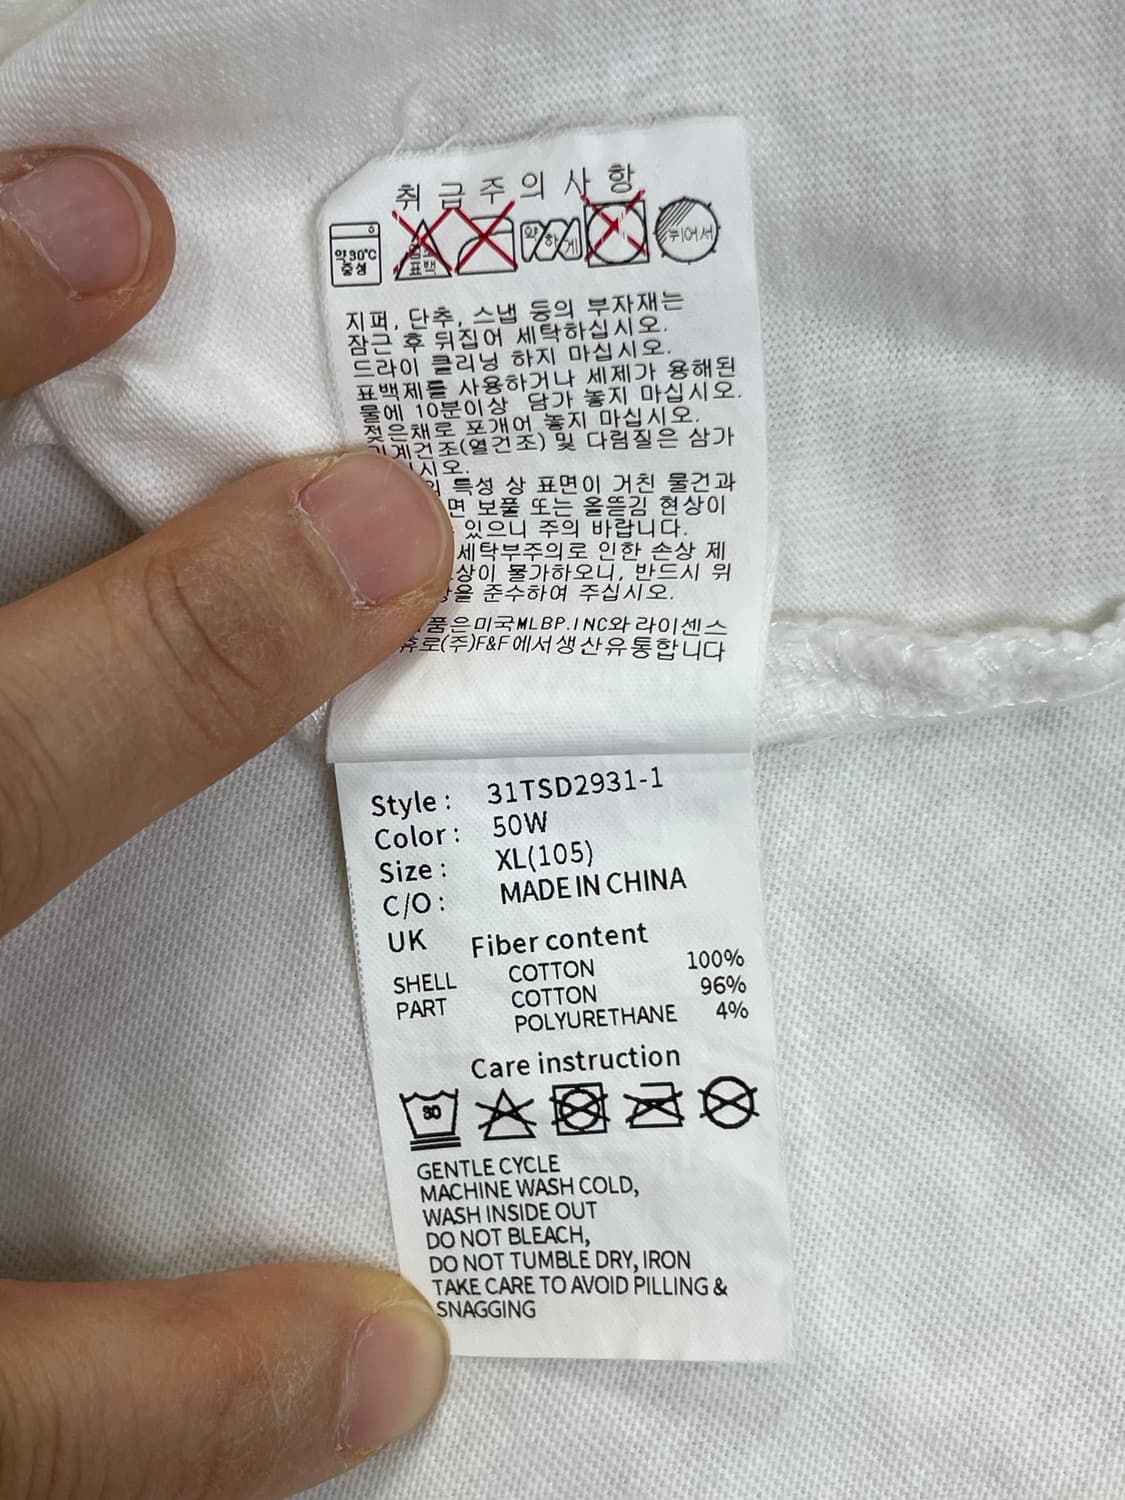 취급주의사항
약30℃
중성
염소
표백
약하게
뉘어서
지퍼, 단추, 스냅 등의 부자재는
잠근 후 뒤집어 세탁하십시오.
드라이 클리닝 하지 마십시오.
표백제를 사용하거나 세제가 용해된
물에 10분이상 담가 놓지 마십시오.
젖은채로 포개어 놓지 마십시오.
기계건조(열건조) 및 다림질은 삼가
시오.
특성 상 표면이 거친 물건과
면 보풀 또는 올뜯김 현상이
있으니 주의 바랍니다.
세탁부주의로 인한 손상 제
상이 불가하오니, 반드시 위
을 준수하여 주십시오.
품은미국MLBP.INC와 라이센스
휴로(주)F&F에서생산유통합니다
Style : 31TSD2931-1
Color : 50W
Size : XL(105)
C/O : MADE IN CHINA
UK Fiber content
SHELL COTTON 100%
PART COTTON 96%
POLYURETHANE 4%
Care instruction
30
GENTLE CYCLE
MACHINE WASH COLD,
WASH INSIDE OUT
DO NOT BLEACH,
DO NOT TUMBLE DRY, IRON
TAKE CARE TO AVOID PILLING &
SNAGGING